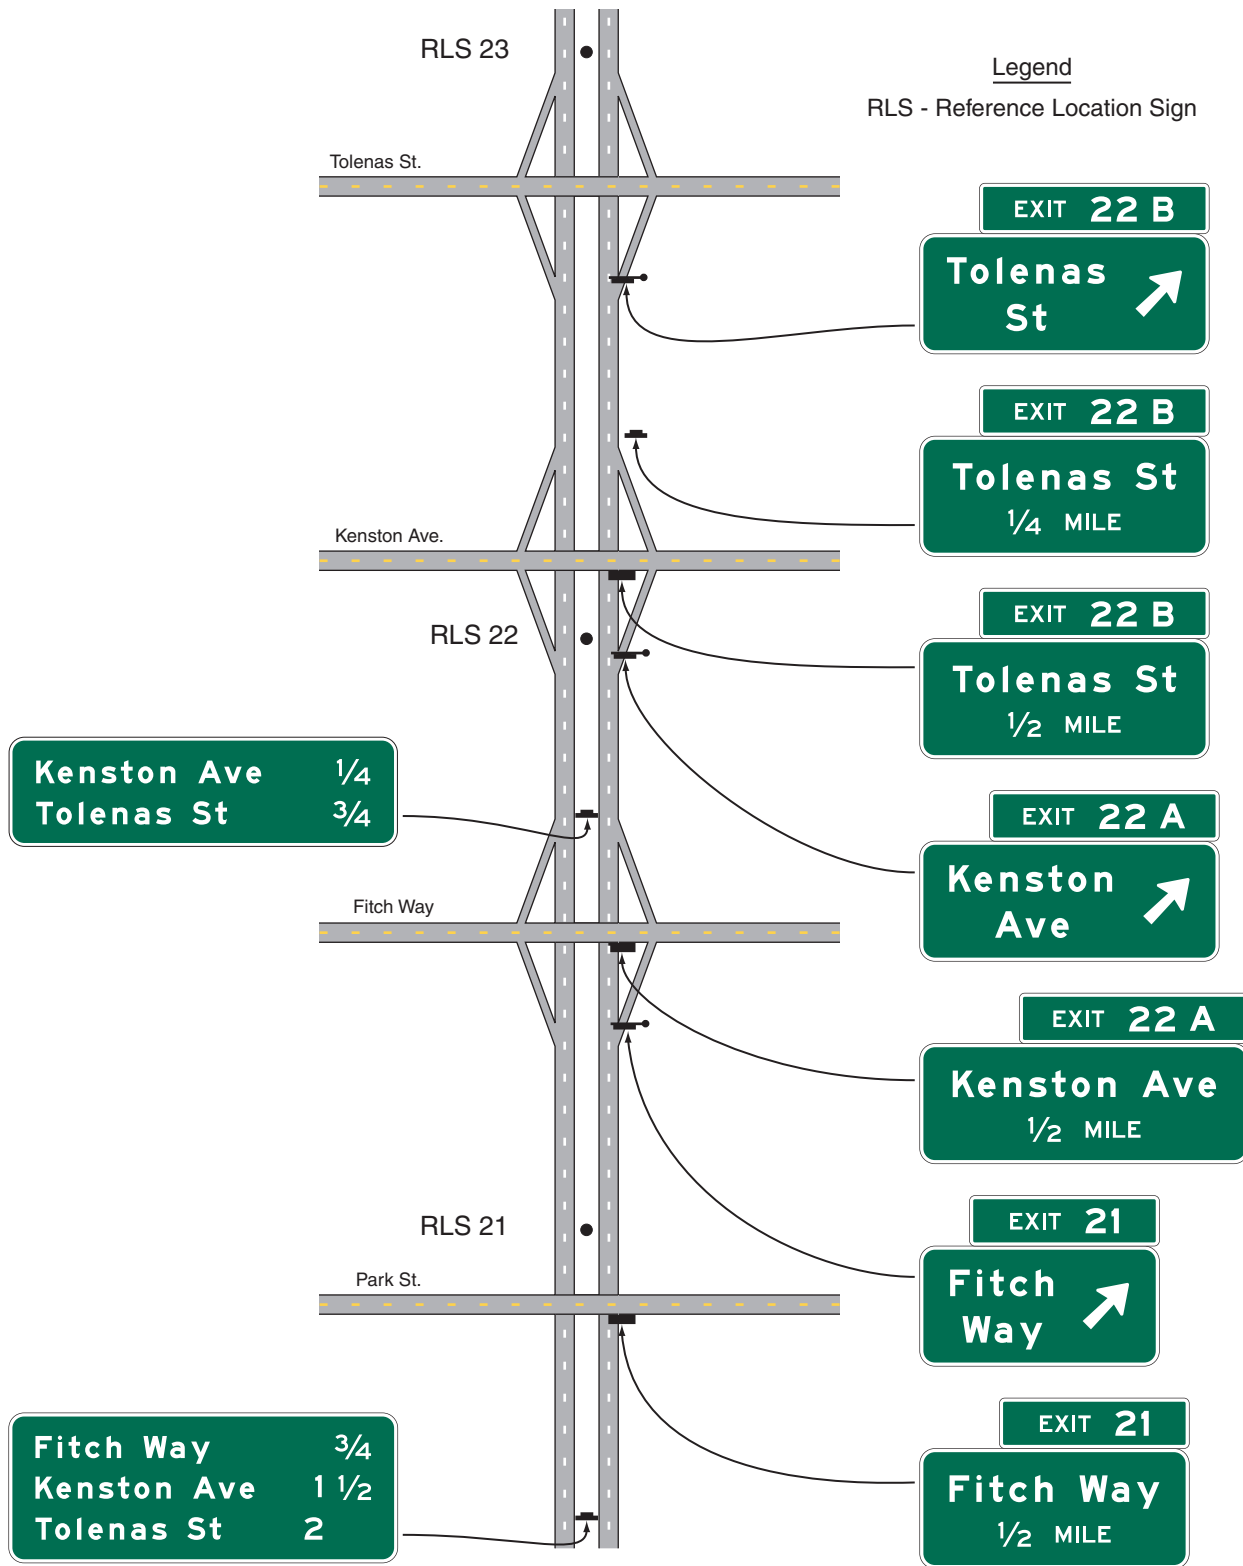 RLS 23
Legend
RLS - Reference Location Sign
Tolenas St.
EXIT 22 B
Tolenas
St
EXIT 22 B
Tolenas St
1/4 MILE
Kenston Ave.
EXIT 22 B
Tolenas St
1/2 MILE
RLS 22
Kenston Ave 1/4
Tolenas St 3/4
EXIT 22 A
Kenston
Ave
Fitch Way
EXIT 22 A
Kenston Ave
1/2 MILE
RLS 21
EXIT 21
Fitch
Way
Park St.
EXIT 21
Fitch Way
1/2 MILE
Fitch Way 3/4
Kenston Ave 1 1/2
Tolenas St 2